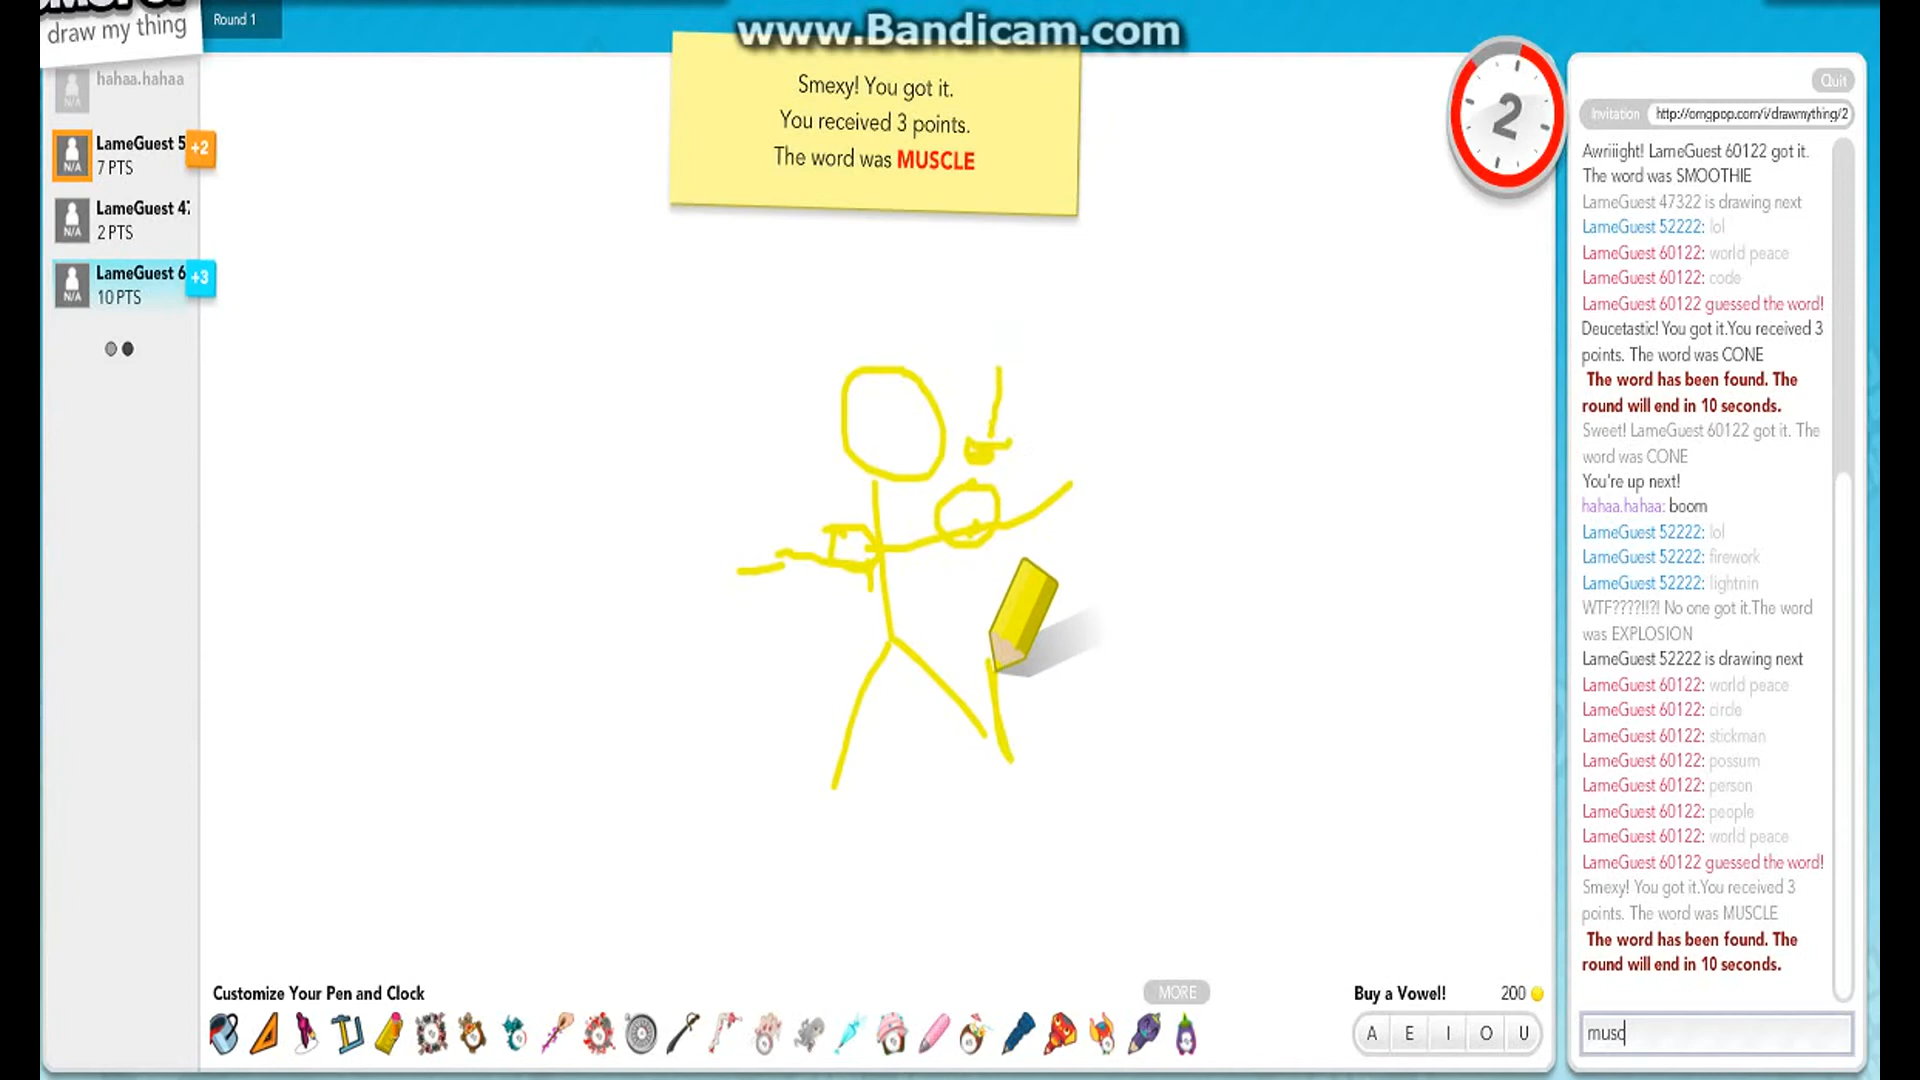 draw my thing
Round 1
www.Bandicam.com
hahaa.hahaa
N/A
LameGuest 5
+2
7 PTS
N/A
LameGuest 47
2 PTS
N/A
LameGuest 6
+3
10 PTS
N/A
Smexy! You got it.
You received 3 points.
The word was MUSCLE
2
Quit
Invitation http://omgpop.com/i/drawmything/2
Awriiight! LameGuest 60122 got it.
The word was SMOOTHIE
LameGuest 47322 is drawing next
LameGuest 52222: lol
LameGuest 60122: world peace
LameGuest 60122: code
LameGuest 60122 guessed the word!
Deucetastic! You got it.You received 3
points. The word was CONE
The word has been found. The
round will end in 10 seconds.
Sweet! LameGuest 60122 got it. The
word was CONE
You're up next!
hahaa.hahaa: boom
LameGuest 52222: lol
LameGuest 52222: firework
LameGuest 52222: lightnin
WTF????!!?! No one got it.The word
was EXPLOSION
LameGuest 52222 is drawing next
LameGuest 60122: world peace
LameGuest 60122: circle
LameGuest 60122: stickman
LameGuest 60122: possum
LameGuest 60122: person
LameGuest 60122: people
LameGuest 60122: world peace
LameGuest 60122 guessed the word!
Smexy! You got it.You received 3
points. The word was MUSCLE
The word has been found. The
round will end in 10 seconds.
musc
Customize Your Pen and Clock
MORE
Buy a Vowel! 200
A E I O U